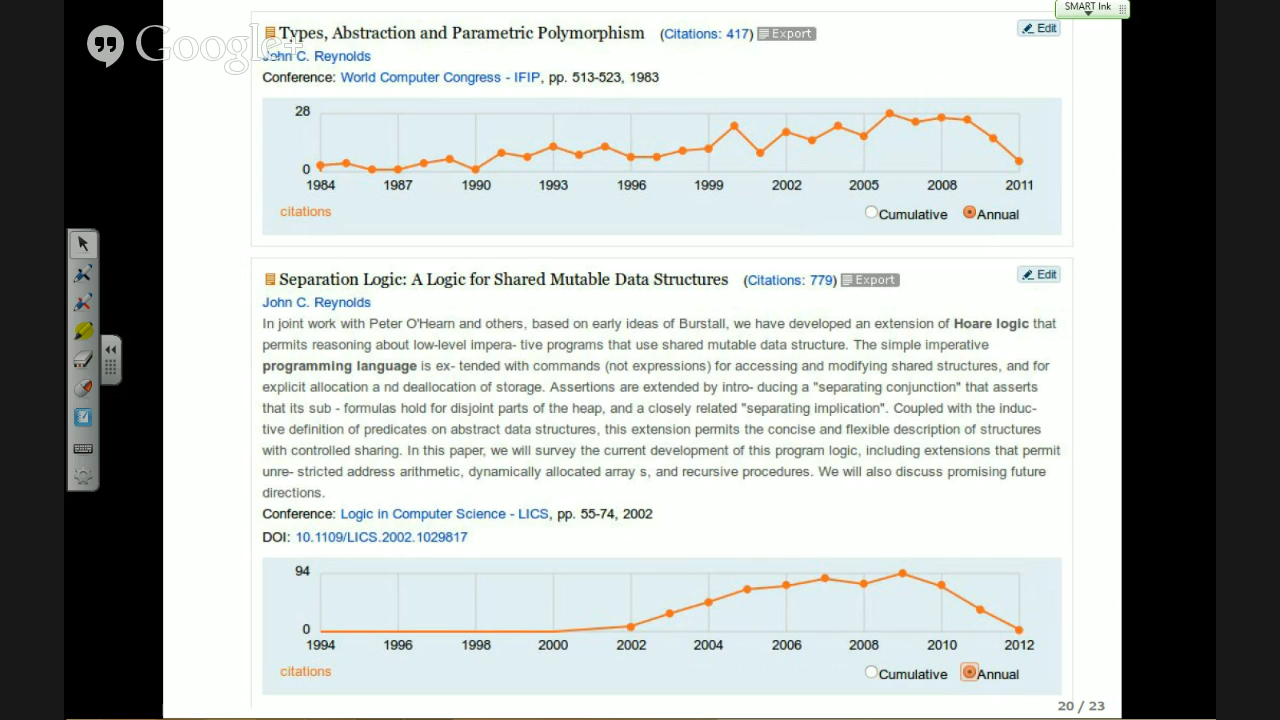 SMART Ink
Google+
Types, Abstraction and Parametric Polymorphism (Citations: 417) Export Edit
John C. Reynolds
Conference: World Computer Congress - IFIP, pp. 513-523, 1983
28
0
1984 1987 1990 1993 1996 1999 2002 2005 2008 2011
citations Cumulative Annual
Separation Logic: A Logic for Shared Mutable Data Structures (Citations: 779) Export Edit
John C. Reynolds
In joint work with Peter O'Hearn and others, based on early ideas of Burstall, we have developed an extension of Hoare logic that
permits reasoning about low-level impera- tive programs that use shared mutable data structure. The simple imperative
programming language is ex- tended with commands (not expressions) for accessing and modifying shared structures, and for
explicit allocation a nd deallocation of storage. Assertions are extended by intro- ducing a "separating conjunction" that asserts
that its sub - formulas hold for disjoint parts of the heap, and a closely related "separating implication". Coupled with the induc-
tive definition of predicates on abstract data structures, this extension permits the concise and flexible description of structures
with controlled sharing. In this paper, we will survey the current development of this program logic, including extensions that permit
unre- stricted address arithmetic, dynamically allocated array s, and recursive procedures. We will also discuss promising future
directions.
Conference: Logic in Computer Science - LICS, pp. 55-74, 2002
DOI: 10.1109/LICS.2002.1029817
94
0
1994 1996 1998 2000 2002 2004 2006 2008 2010 2012
citations Cumulative Annual
20 / 23